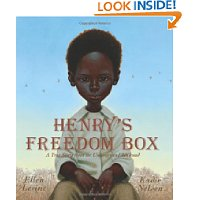 LOOK INSIDE!
HENRY'S
FREEDOM BOX
A True Story from the Underground Railroad
Ellen Levine
Kadir Nelson